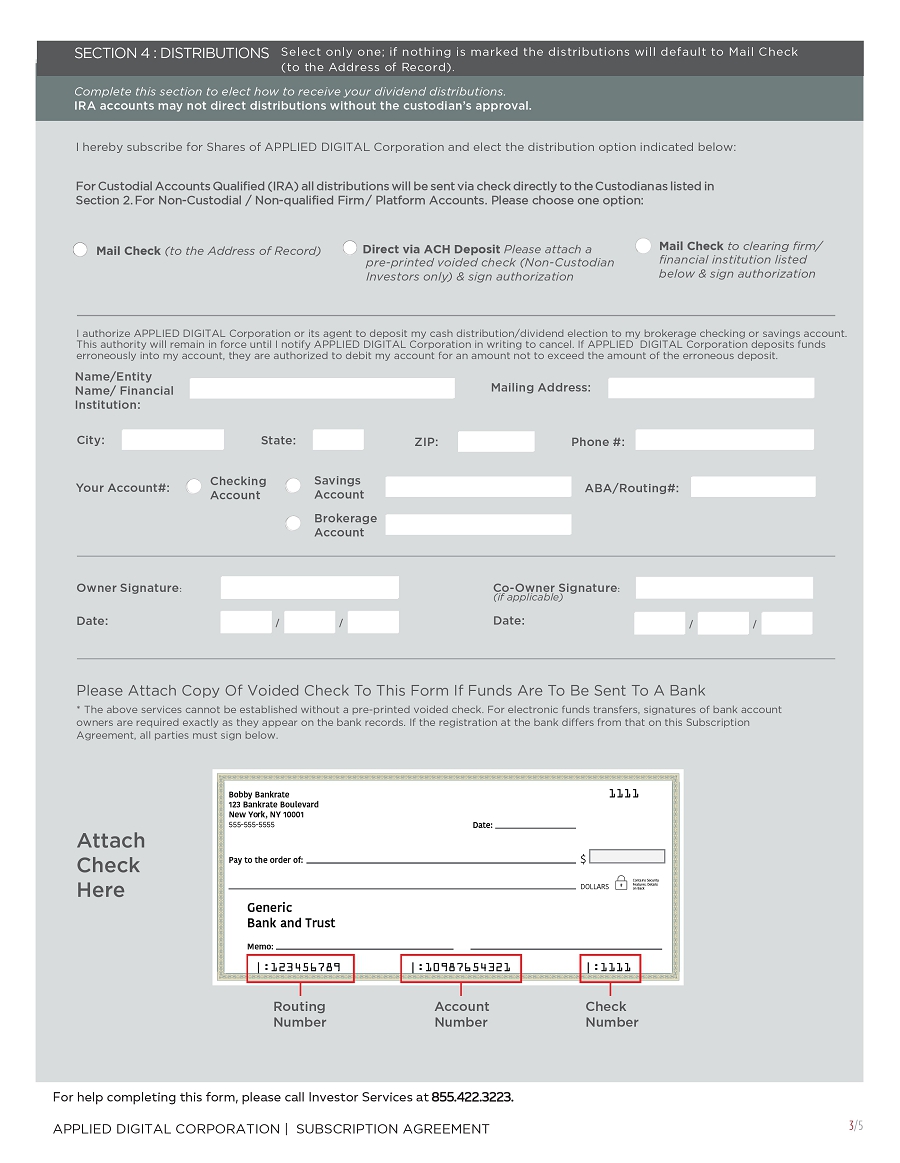 SECTION 4 : DISTRIBUTIONS Select only one; if nothing is marked the distributions will default to Mail Check
(to the Address of Record).
Complete this section to elect how to receive your dividend distributions.
IRA accounts may not direct distributions without the custodian's approval.
I hereby subscribe for Shares of APPLIED DIGITAL Corporation and elect the distribution option indicated below:
For Custodial Accounts Qualified (IRA) all distributions will be sent via check directly to the Custodian as listed in
Section 2. For Non-Custodial / Non-qualified Firm/ Platform Accounts. Please choose one option:
Mail Check (to the Address of Record)
Direct via ACH Deposit Please attach a
pre-printed voided check (Non-Custodian
Investors only) & sign authorization
Mail Check to clearing firm/
financial institution listed
below & sign authorization
I authorize APPLIED DIGITAL Corporation or its agent to deposit my cash distribution/dividend election to my brokerage checking or savings account.
This authority will remain in force until I notify APPLIED DIGITAL Corporation in writing to cancel. If APPLIED DIGITAL Corporation deposits funds
erroneously into my account, they are authorized to debit my account for an amount not to exceed the amount of the erroneous deposit.
Name/Entity
Name/ Financial
Institution:
Mailing Address:
City: State: ZIP: Phone #:
Your Account#: Checking
Account
Savings
Account
ABA/Routing#:
Brokerage
Account
Owner Signature:
Co-Owner Signature:
(if applicable)
Date: / /
Date: / /
Please Attach Copy Of Voided Check To This Form If Funds Are To Be Sent To A Bank
* The above services cannot be established without a pre-printed voided check. For electronic funds transfers, signatures of bank account
owners are required exactly as they appear on the bank records. If the registration at the bank differs from that on this Subscription
Agreement, all parties must sign below.
Attach
Check
Here
Bobby Bankrate
123 Bankrate Boulevard
New York, NY 10001
555-555-5555
1111
Date:
Pay to the order of: $
DOLLARS
Contains Security
Features. Details
on Back
Generic
Bank and Trust
Memo:
|:123456789 |:10987654321 |:1111
Routing
Number
Account
Number
Check
Number
For help completing this form, please call Investor Services at 855.422.3223.
APPLIED DIGITAL CORPORATION | SUBSCRIPTION AGREEMENT
3/5